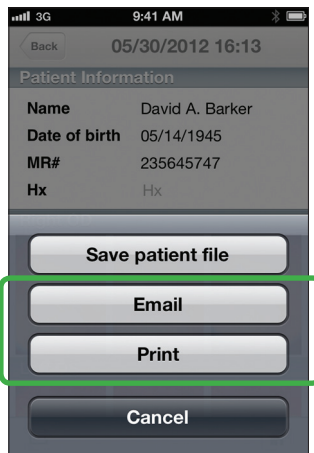 3G 9:41 AM
Back 05/30/2012 16:13
Patient Information
Name David A. Barker
Date of birth 05/14/1945
MR# 235645747
Hx Hx
Save patient file
Email
Print
Cancel